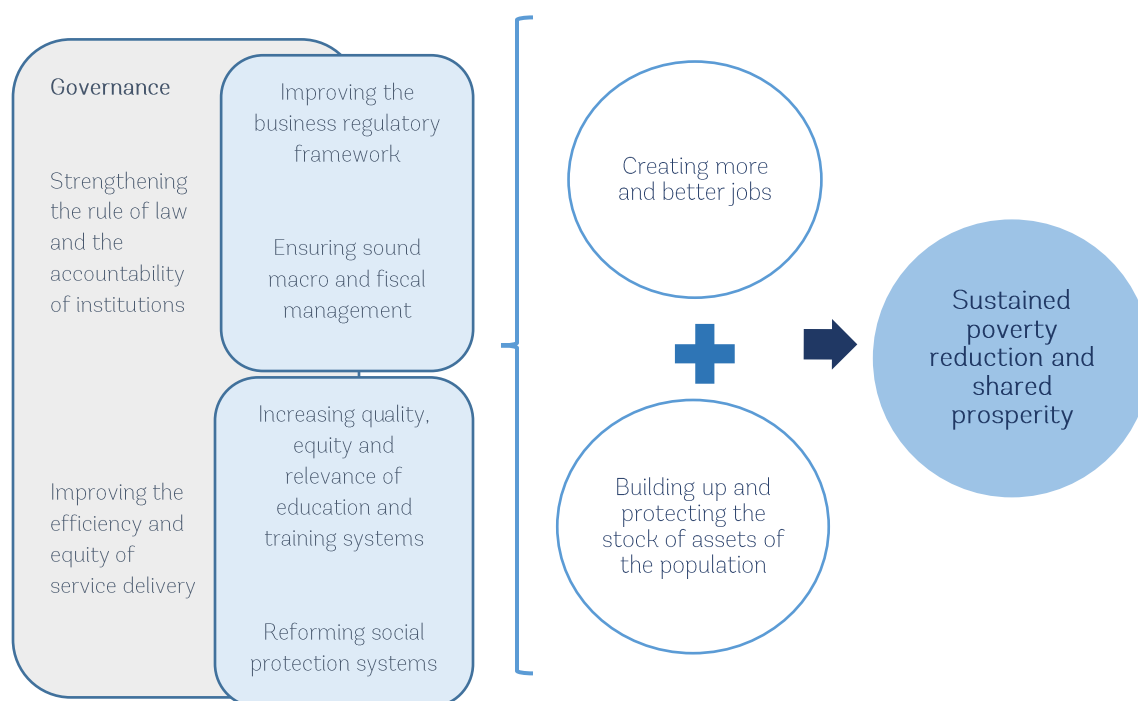 Governance
Strengthening
the rule of law
and the
accountability
of institutions
Improving the
efficiency and
equity of
service delivery
Improving the
business regulatory
framework
Ensuring sound
macro and fiscal
management
Increasing quality,
equity and
relevance of
education and
training systems
Reforming social
protection systems
Creating more
and better jobs
Building up and
protecting the
stock of assets of
the population
Sustained
poverty
reduction and
shared
prosperity